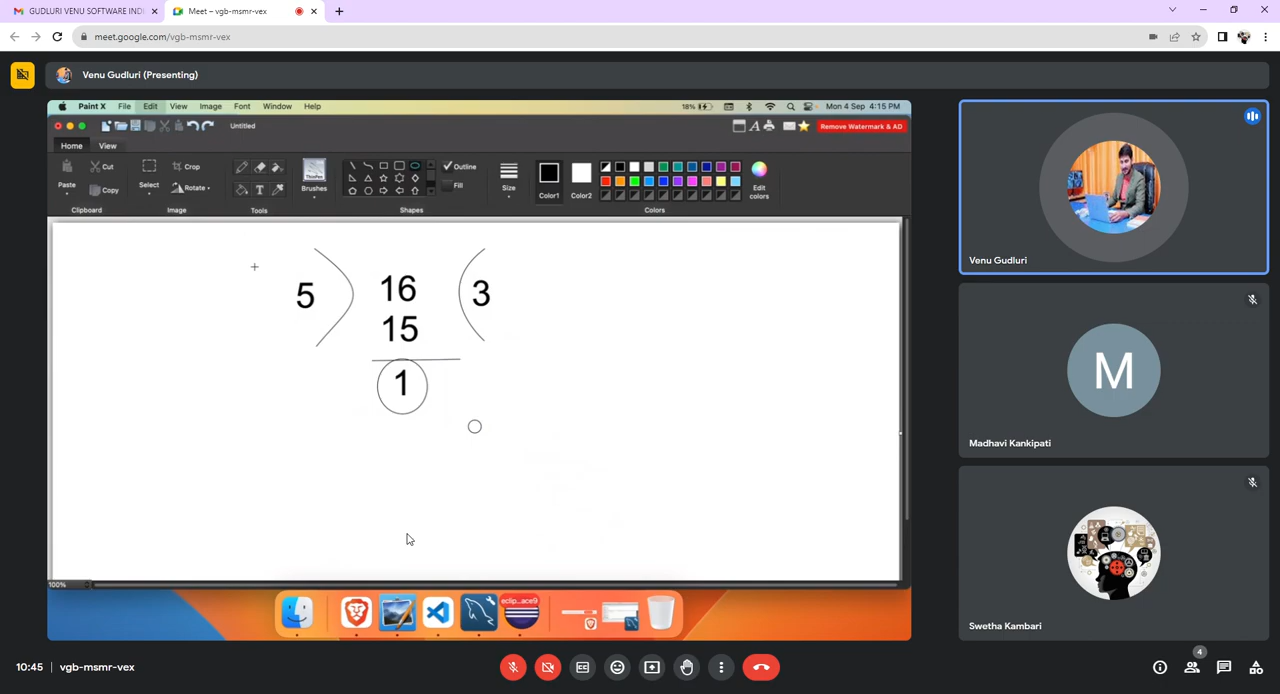 GUDLURI VENU SOFTWARE IND
Meet – vgb-msmr-vex
meet.google.com/vgb-msmr-vex
Venu Gudluri (Presenting)
Paint X File Edit View Image Font Window Help
18% Mon 4 Sep 4:15 PM
Untitled
Remove Watermark & AD
Home View
Paste
Cut
Copy
Clipboard
Select
Crop
Rotate
Image
Tools
Brushes
Outline
Fill
Shapes
Size
Color1
Color2
Edit
colors
Colors
5 16 3
15
1
100%
eclip...ace9
Venu Gudluri
M
Madhavi Kankipati
Swetha Kambari
10:45 | vgb-msmr-vex
4